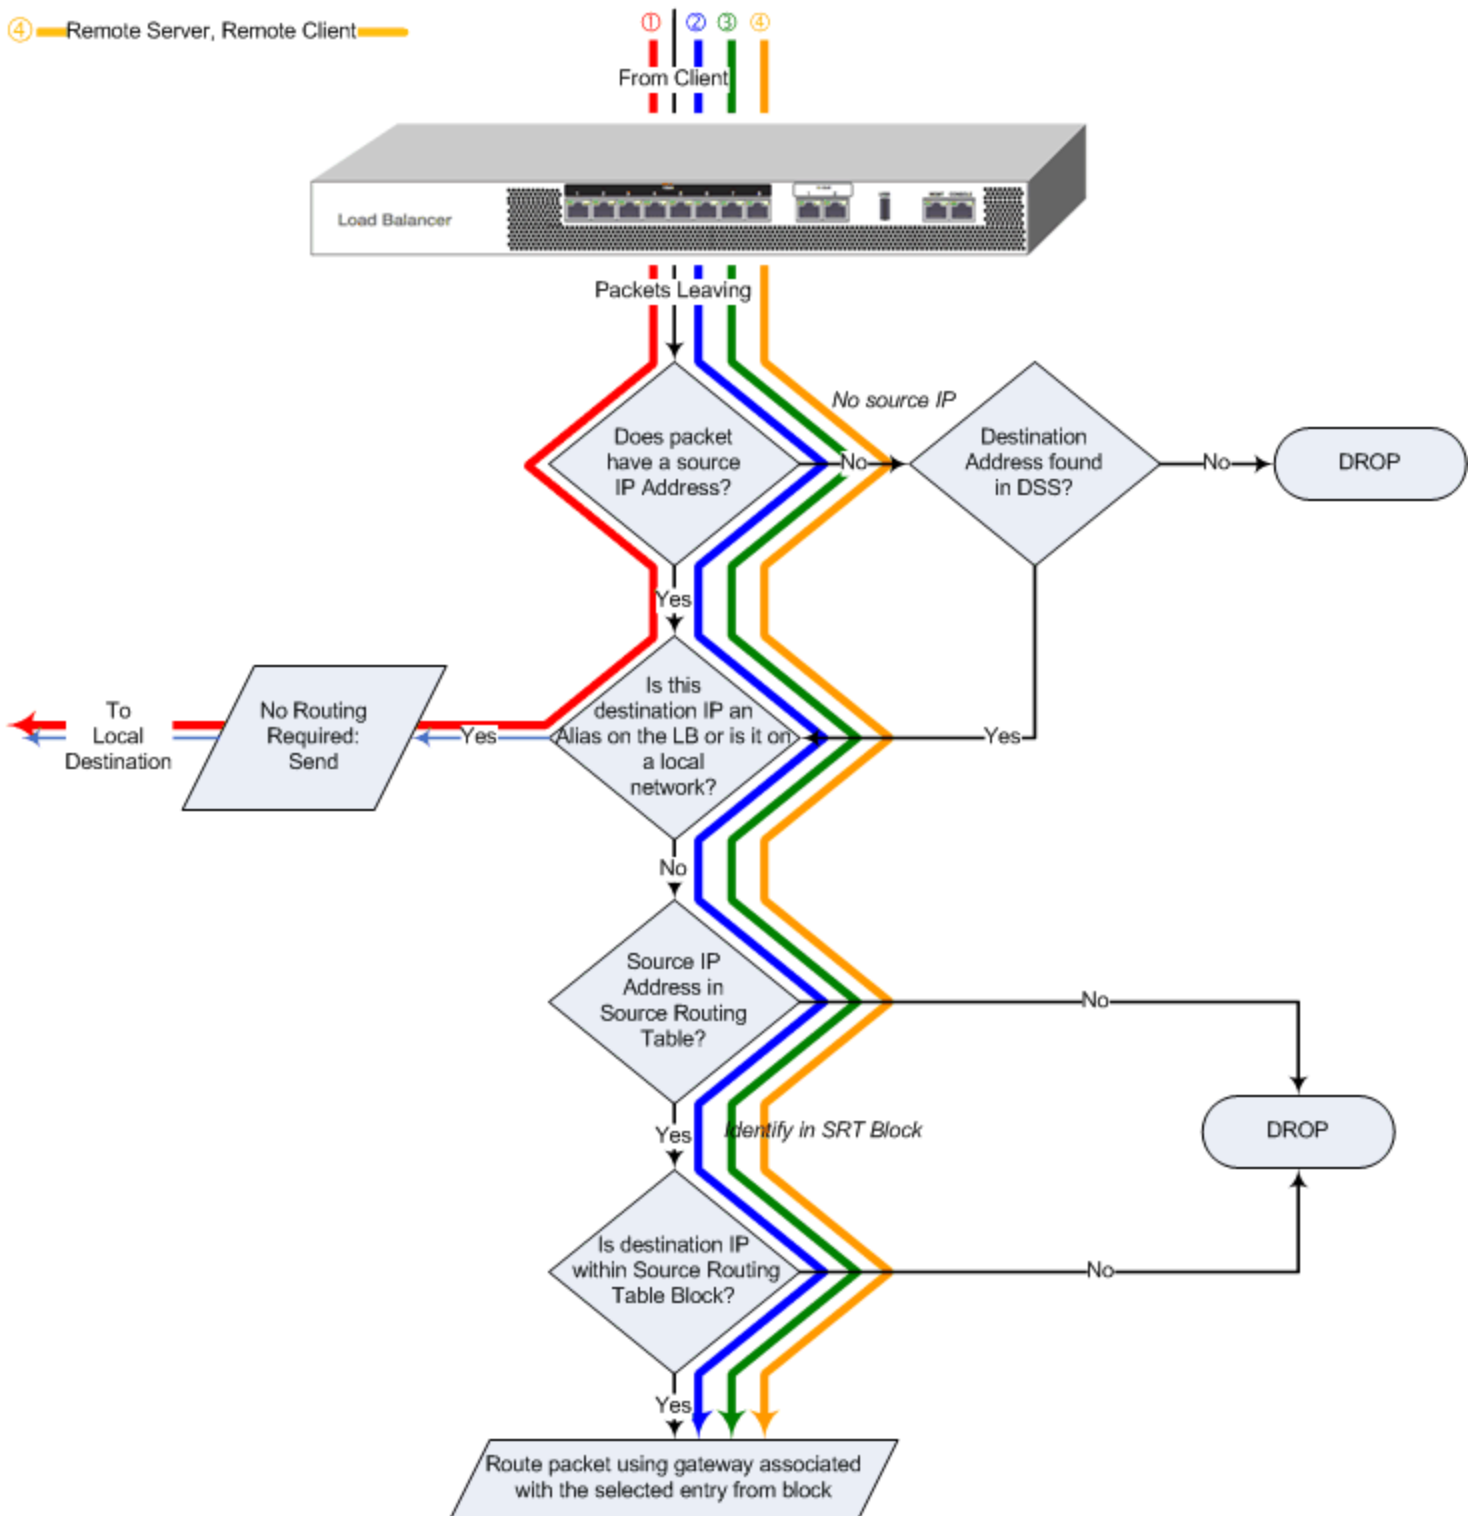 ④ Remote Server, Remote Client
① ② ③ ④
From Client
Load Balancer
Packets Leaving
No source IP
Does packet
have a source
IP Address?
No
Destination
Address found
in DSS?
No
DROP
Yes
Is this
destination IP an
Alias on the LB or is it on
a local
network?
Yes
Yes
No Routing
Required:
Send
To
Local
Destination
No
Source IP
Address in
Source Routing
Table?
No
Yes
Identify in SRT Block
DROP
Is destination IP
within Source Routing
Table Block?
No
Yes
Route packet using gateway associated
with the selected entry from block